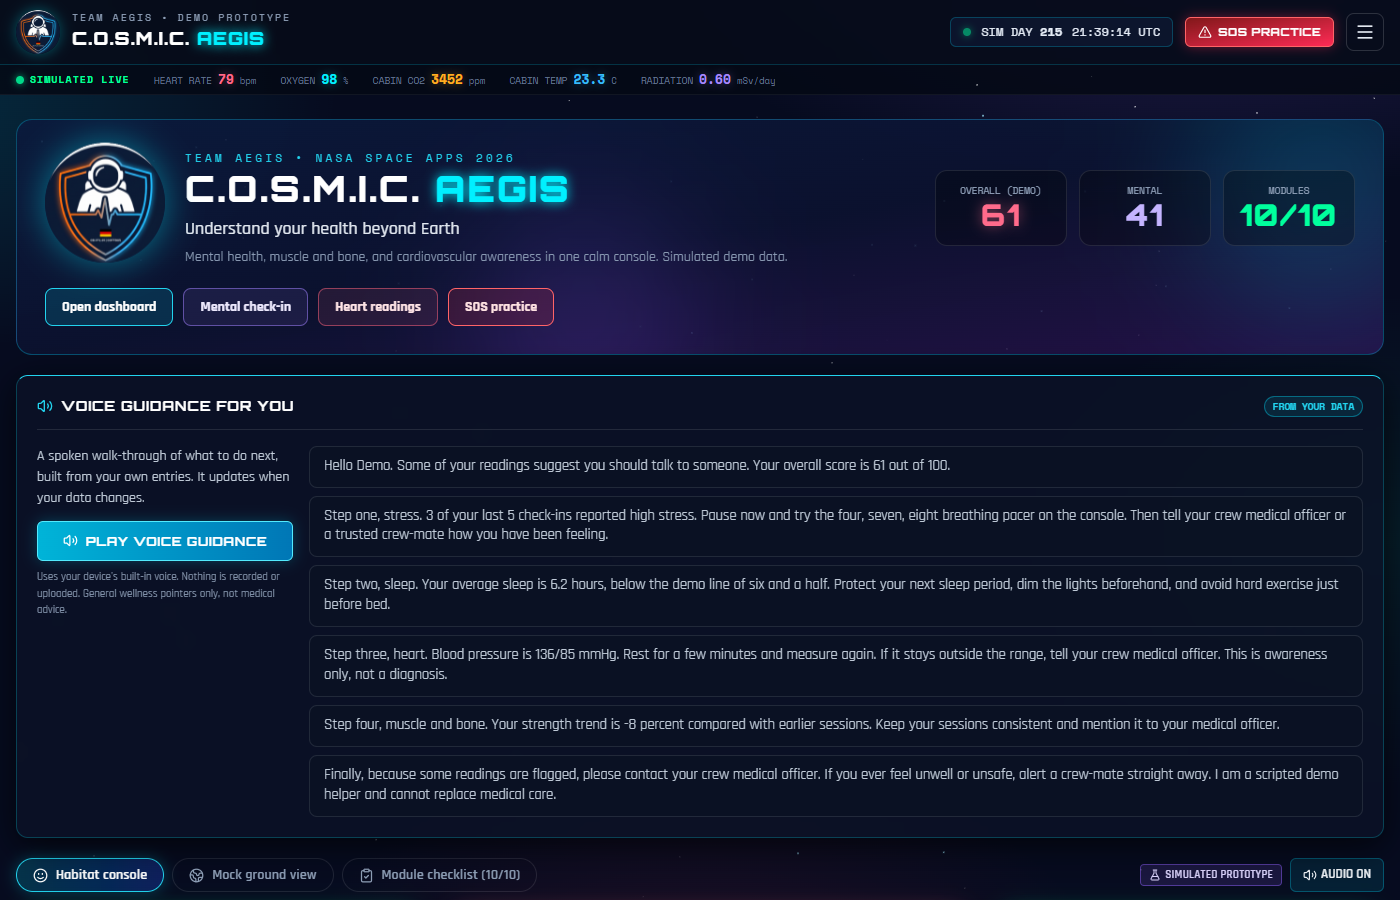 TEAM AEGIS • DEMO PROTOTYPE
C.O.S.M.I.C. AEGIS
SIM DAY 215 21:39:14 UTC
SOS PRACTICE
SIMULATED LIVE
HEART RATE 79 bpm
OXYGEN 98 %
CABIN CO2 3452 ppm
CABIN TEMP 23.3 C
RADIATION 0.60 mSv/day
TEAM AEGIS • NASA SPACE APPS 2026
C.O.S.M.I.C. AEGIS
Understand your health beyond Earth
Mental health, muscle and bone, and cardiovascular awareness in one calm console. Simulated demo data.
OVERALL (DEMO)
61
MENTAL
41
MODULES
10/10
Open dashboard
Mental check-in
Heart readings
SOS practice
VOICE GUIDANCE FOR YOU
FROM YOUR DATA
A spoken walk-through of what to do next,
built from your own entries. It updates when
your data changes.
PLAY VOICE GUIDANCE
Uses your device's built-in voice. Nothing is recorded or
uploaded. General wellness pointers only, not medical
advice.
Hello Demo. Some of your readings suggest you should talk to someone. Your overall score is 61 out of 100.
Step one, stress. 3 of your last 5 check-ins reported high stress. Pause now and try the four, seven, eight breathing pacer on the console. Then tell your crew medical officer or
a trusted crew-mate how you have been feeling.
Step two, sleep. Your average sleep is 6.2 hours, below the demo line of six and a half. Protect your next sleep period, dim the lights beforehand, and avoid hard exercise just
before bed.
Step three, heart. Blood pressure is 136/85 mmHg. Rest for a few minutes and measure again. If it stays outside the range, tell your crew medical officer. This is awareness
only, not a diagnosis.
Step four, muscle and bone. Your strength trend is -8 percent compared with earlier sessions. Keep your sessions consistent and mention it to your medical officer.
Finally, because some readings are flagged, please contact your crew medical officer. If you ever feel unwell or unsafe, alert a crew-mate straight away. I am a scripted demo
helper and cannot replace medical care.
Habitat console
Mock ground view
Module checklist (10/10)
SIMULATED PROTOTYPE
AUDIO ON